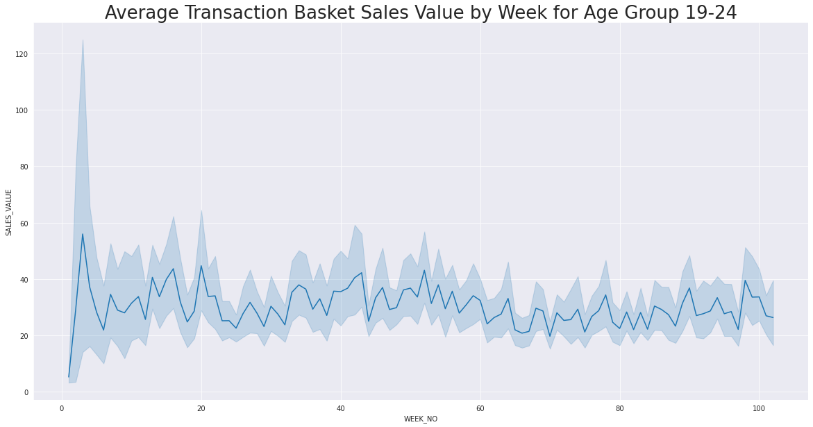 Average Transaction Basket Sales Value by Week for Age Group 19-24
120
100
80
60
40
20
0
SALES_VALUE
0 20 40 60 80 100
WEEK_NO